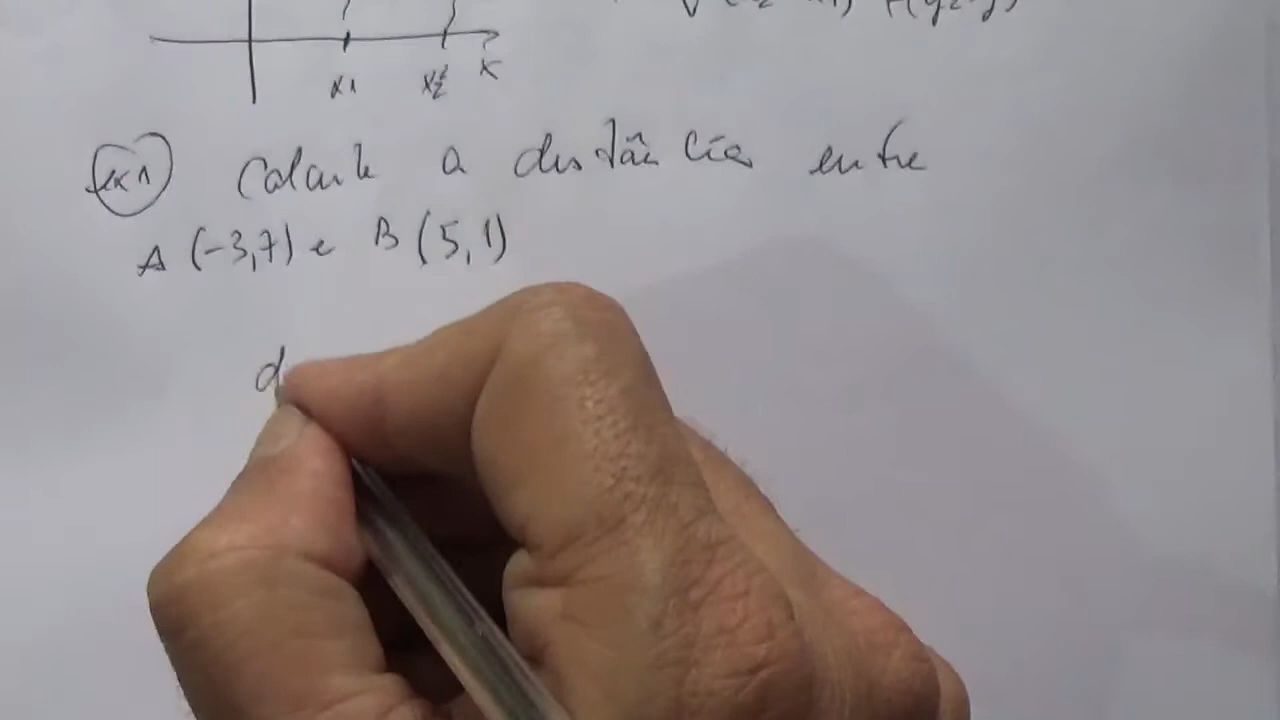 x1 x2 x
ex1 Calcule a distância entre
A (-3,7) e B (5,1)
d